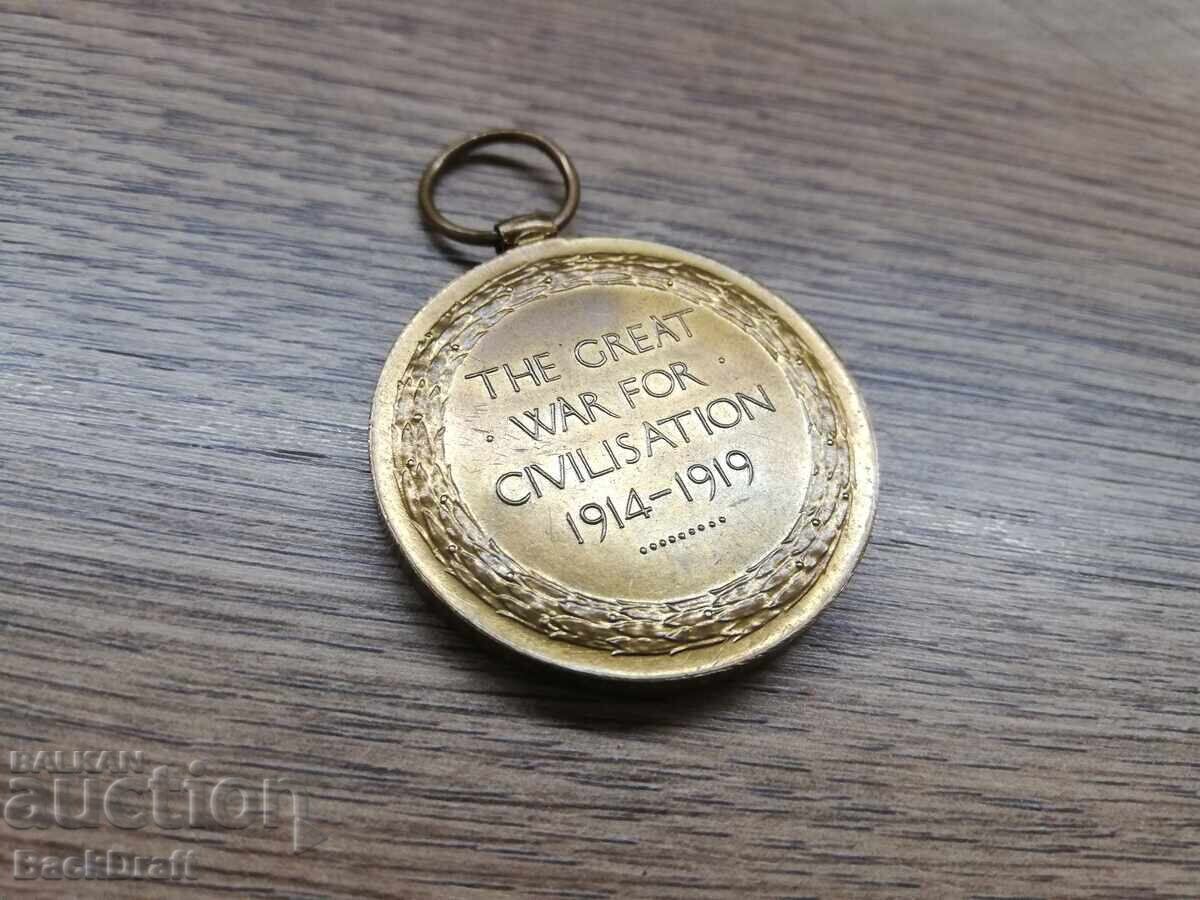 THE GREAT
· WAR FOR ·
CIVILISATION
1914-1919
.........
BALKAN
auction
BackDraft